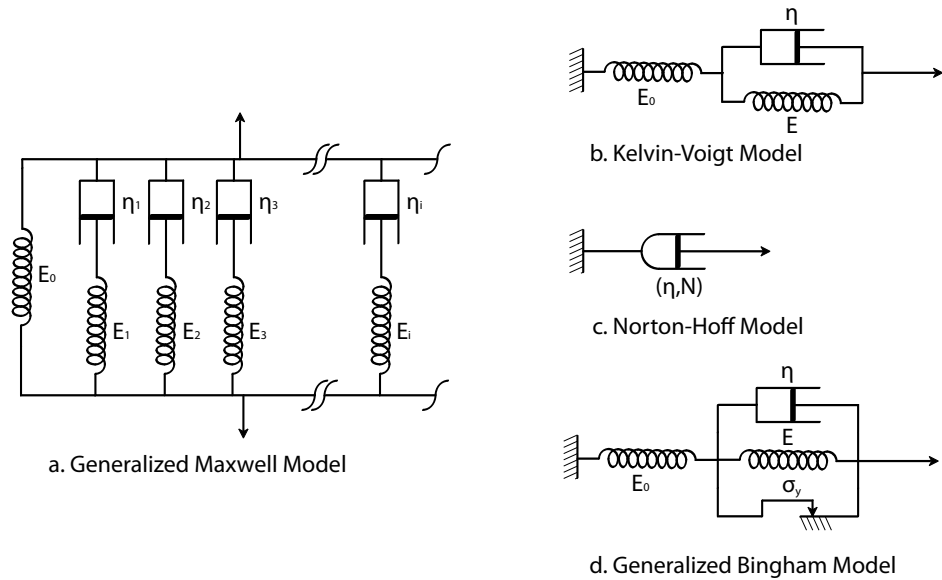 E₀
η₁
η₂
η₃
ηᵢ
E₁
E₂
E₃
Eᵢ
a. Generalized Maxwell Model
η
E₀
E
b. Kelvin-Voigt Model
(η,N)
c. Norton-Hoff Model
η
E
E₀
σᵧ
d. Generalized Bingham Model